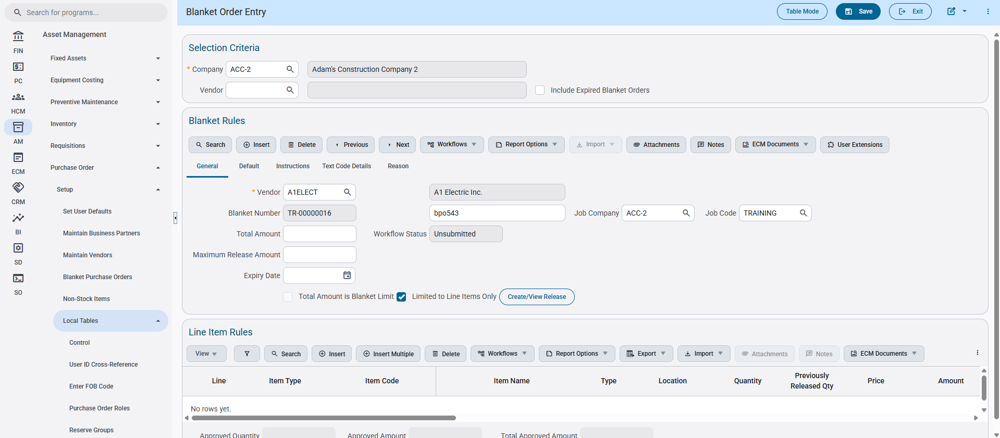 Search for programs...
FIN
PC
HCM
AM
ECM
CRM
BI
SD
SO
Asset Management
Fixed Assets
Equipment Costing
Preventive Maintenance
Inventory
Requisitions
Purchase Order
Setup
Set User Defaults
Maintain Business Partners
Maintain Vendors
Blanket Purchase Orders
Non-Stock Items
Local Tables
Control
User ID Cross-Reference
Enter FOB Code
Purchase Order Roles
Reserve Groups
Blanket Order Entry
Table Mode Save Exit
Selection Criteria
* Company ACC-2 Adam's Construction Company 2
Vendor Include Expired Blanket Orders
Blanket Rules
Search Insert Delete Previous Next Workflows Report Options Import Attachments Notes ECM Documents User Extensions
General Default Instructions Text Code Details Reason
* Vendor A1ELECT A1 Electric Inc.
Blanket Number TR-00000016 bpo543 Job Company ACC-2 Job Code TRAINING
Total Amount Workflow Status Unsubmitted
Maximum Release Amount
Expiry Date
Total Amount is Blanket Limit Limited to Line Items Only Create/View Release
Line Item Rules
View Search Insert Insert Multiple Delete Workflows Report Options Export Import Attachments Notes ECM Documents
Line Item Type Item Code Item Name Type Location Quantity Previously Released Qty Price Amount
No rows yet.
Approved Quantity Approved Amount Total Approved Amount